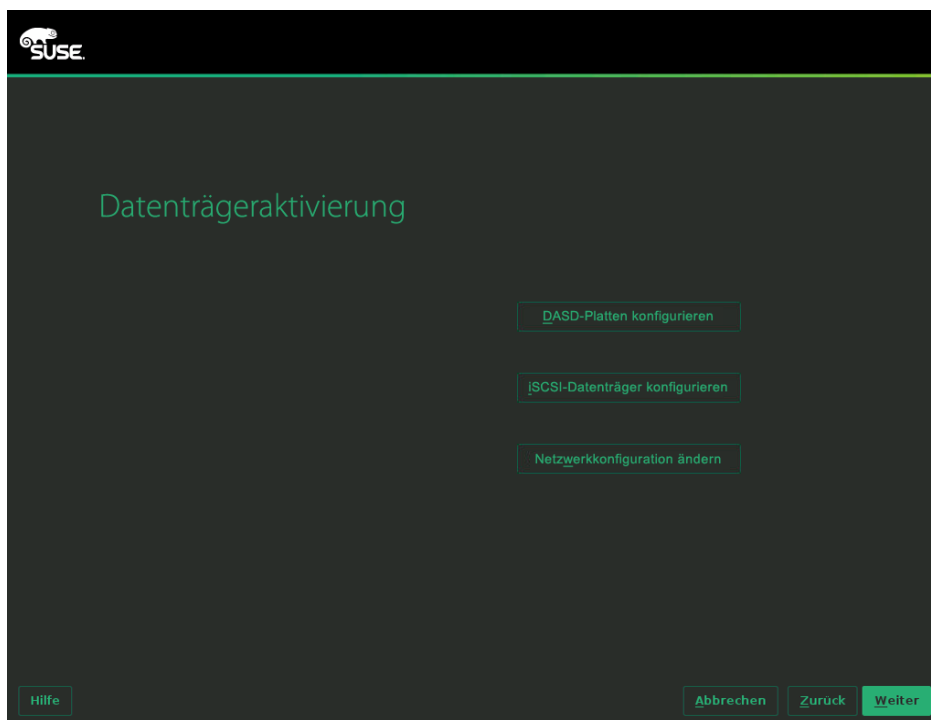 SUSE.
Datenträgeraktivierung
DASD-Platten konfigurieren
iSCSI-Datenträger konfigurieren
Netzwerkkonfiguration ändern
Hilfe
Abbrechen
Zurück
Weiter